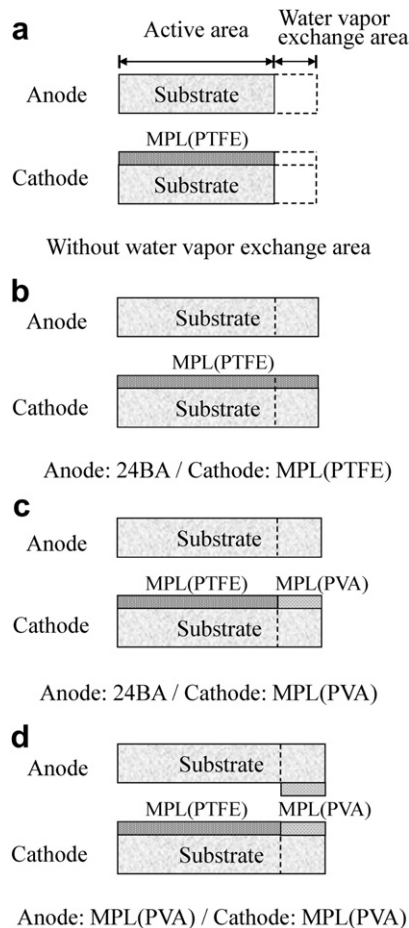 a
Active area
Water vapor
exchange area
Anode
Substrate
MPL(PTFE)
Cathode
Substrate
Without water vapor exchange area
b
Anode
Substrate
MPL(PTFE)
Cathode
Substrate
Anode: 24BA / Cathode: MPL(PTFE)
c
Anode
Substrate
MPL(PTFE) MPL(PVA)
Cathode
Substrate
Anode: 24BA / Cathode: MPL(PVA)
d
Anode
Substrate
MPL(PTFE) MPL(PVA)
Cathode
Substrate
Anode: MPL(PVA) / Cathode: MPL(PVA)